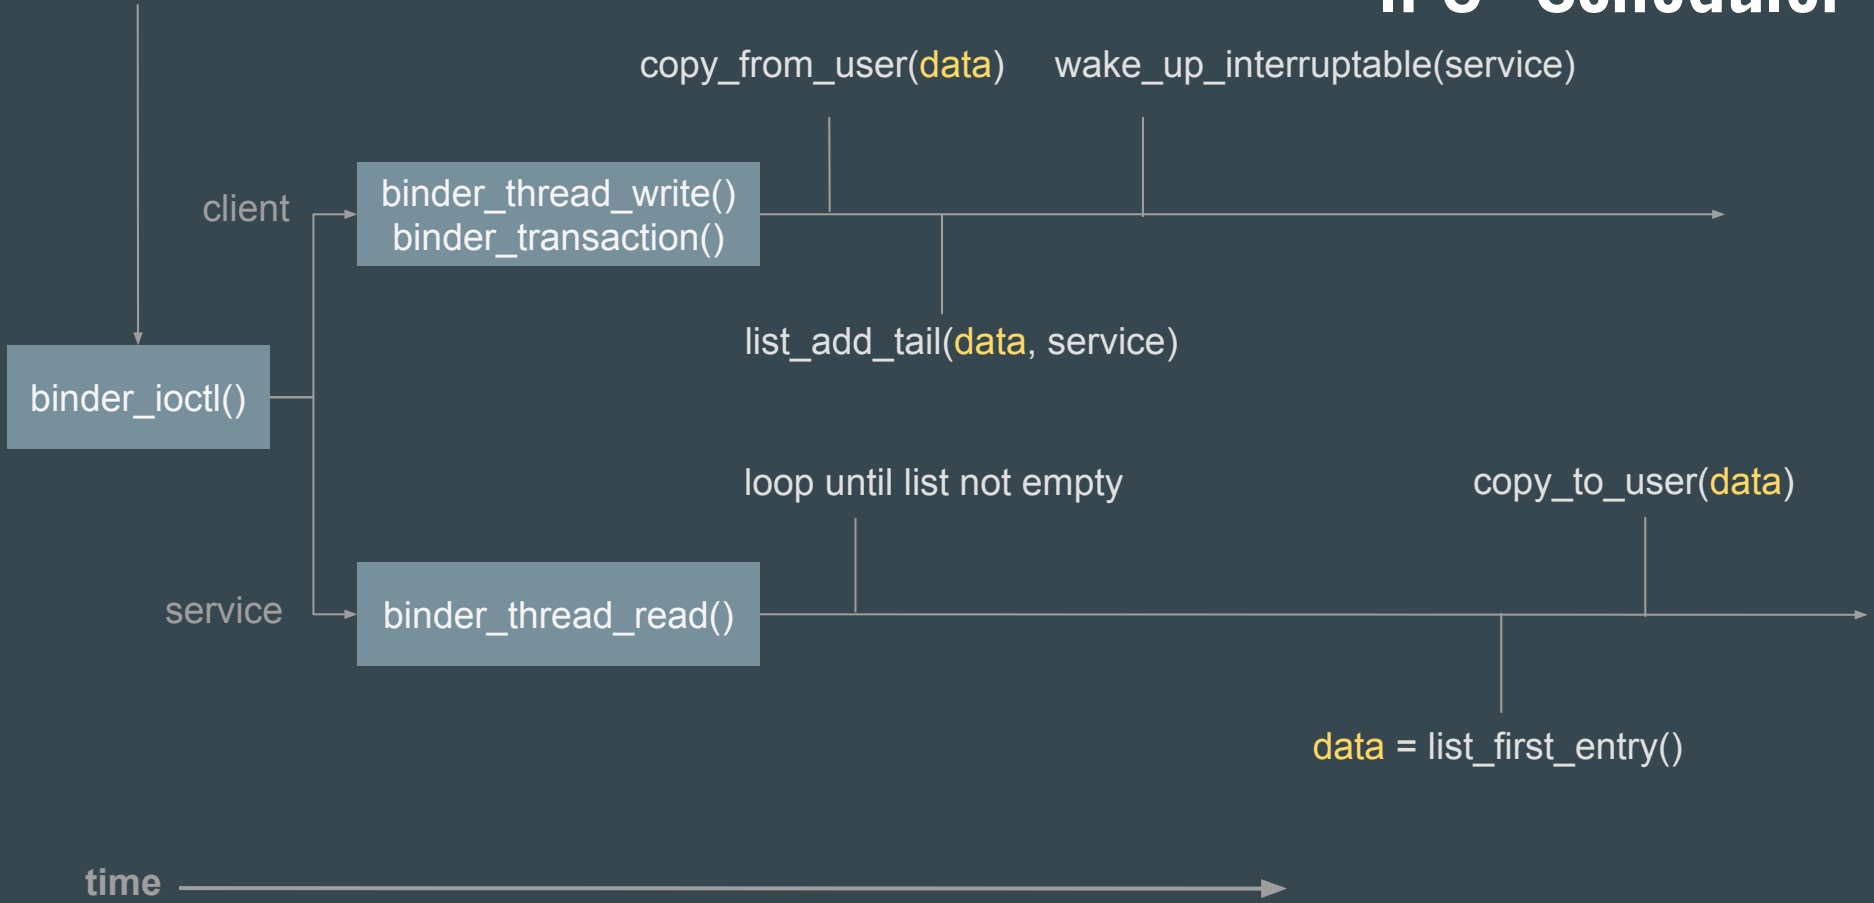 copy_from_user(data) wake_up_interruptable(service)
client
binder_thread_write()
binder_transaction()
list_add_tail(data, service)
binder_ioctl()
loop until list not empty
copy_to_user(data)
service
binder_thread_read()
data = list_first_entry()
time